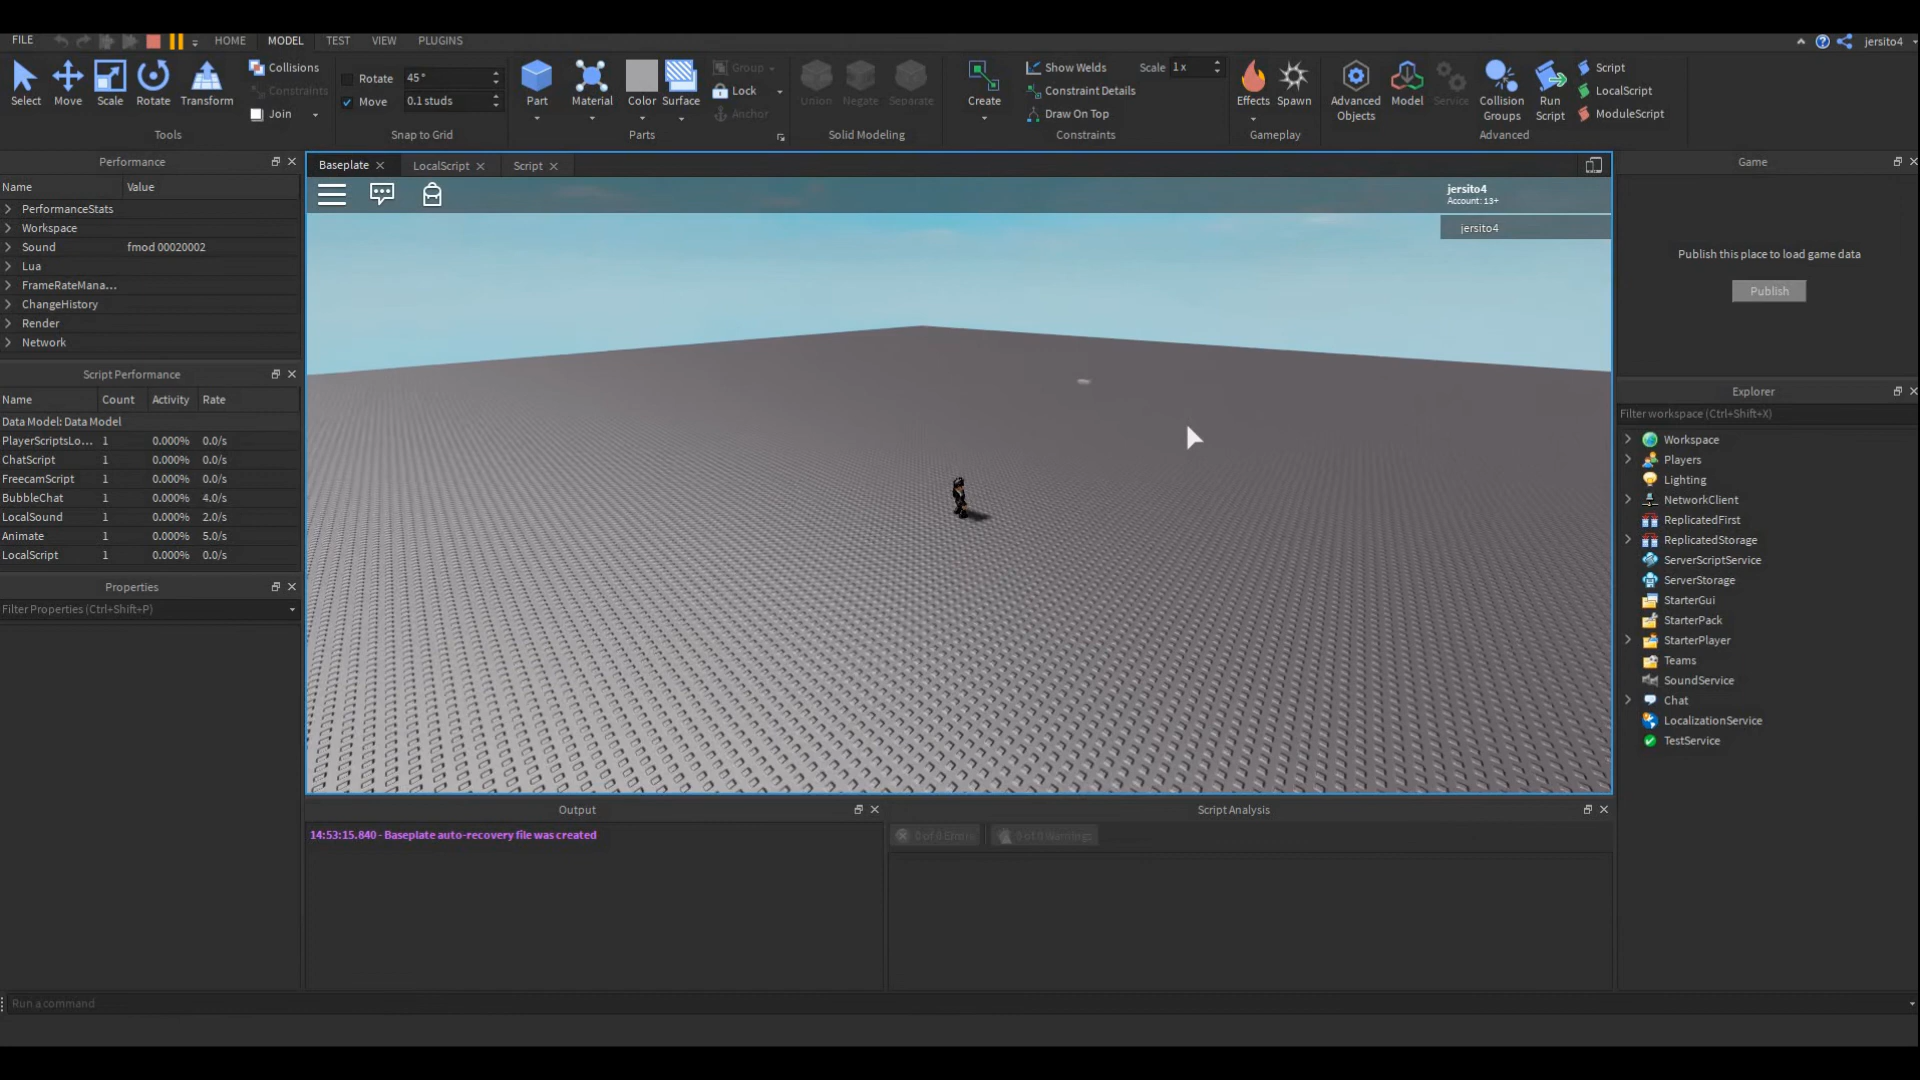 FILE HOME MODEL TEST VIEW PLUGINS jersito4
Select Move Scale Rotate Transform
Collisions
Constraints
Join
Tools
Rotate 45°
Move 0.1 studs
Snap to Grid
Part Material Color Surface
Group
Lock
Anchor
Parts
Union Negate Separate
Solid Modeling
Create
Show Welds Scale 1x
Constraint Details
Draw On Top
Constraints
Effects Spawn
Gameplay
Advanced Objects Model Service Collision Groups Run Script
Script
LocalScript
ModuleScript
Advanced
Performance
Name Value
PerformanceStats
Workspace
Sound fmod 00020002
Lua
FrameRateMana...
ChangeHistory
Render
Network
Script Performance
Name Count Activity Rate
Data Model: Data Model
PlayerScriptsLo... 1 0.000% 0.0/s
ChatScript 1 0.000% 0.0/s
FreecamScript 1 0.000% 0.0/s
BubbleChat 1 0.000% 4.0/s
LocalSound 1 0.000% 2.0/s
Animate 1 0.000% 5.0/s
LocalScript 1 0.000% 0.0/s
Properties
Filter Properties (Ctrl+Shift+P)
Baseplate LocalScript Script
jersito4
Account: 13+
jersito4
Output
14:53:15.840 - Baseplate auto-recovery file was created
Script Analysis
0 of 0 Warnings
Game
Publish this place to load game data
Publish
Explorer
Filter workspace (Ctrl+Shift+X)
Workspace
Players
Lighting
NetworkClient
ReplicatedFirst
ReplicatedStorage
ServerScriptService
ServerStorage
StarterGui
StarterPack
StarterPlayer
Teams
SoundService
Chat
LocalizationService
TestService
Run a command